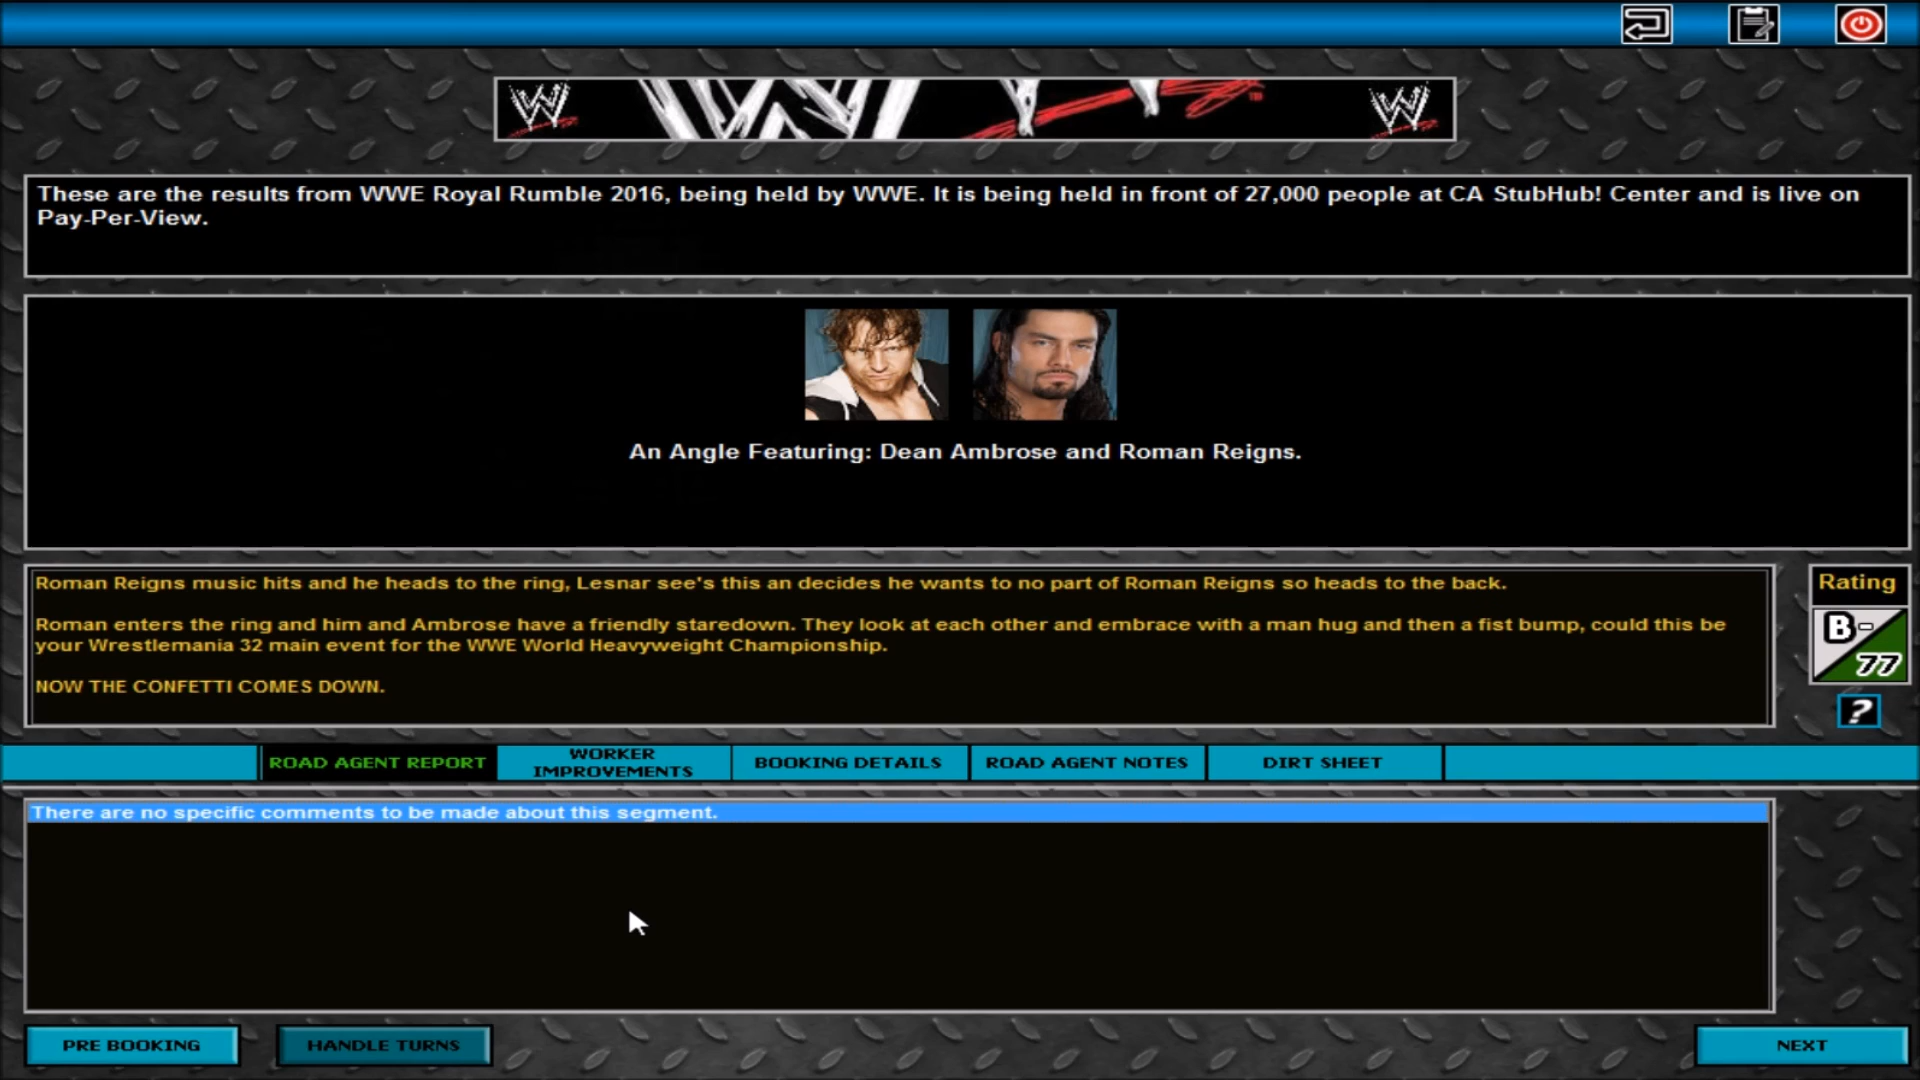 These are the results from WWE Royal Rumble 2016, being held by WWE. It is being held in front of 27,000 people at CA StubHub! Center and is live on
Pay-Per-View.
An Angle Featuring: Dean Ambrose and Roman Reigns.
Roman Reigns music hits and he heads to the ring, Lesnar see's this an decides he wants to no part of Roman Reigns so heads to the back.
Roman enters the ring and him and Ambrose have a friendly staredown. They look at each other and embrace with a man hug and then a fist bump, could this be
your Wrestlemania 32 main event for the WWE World Heavyweight Championship.
NOW THE CONFETTI COMES DOWN.
Rating
B-
77
?
ROAD AGENT REPORT
WORKER
IMPROVEMENTS
BOOKING DETAILS
ROAD AGENT NOTES
DIRT SHEET
There are no specific comments to be made about this segment.
PRE BOOKING
HANDLE TURNS
NEXT